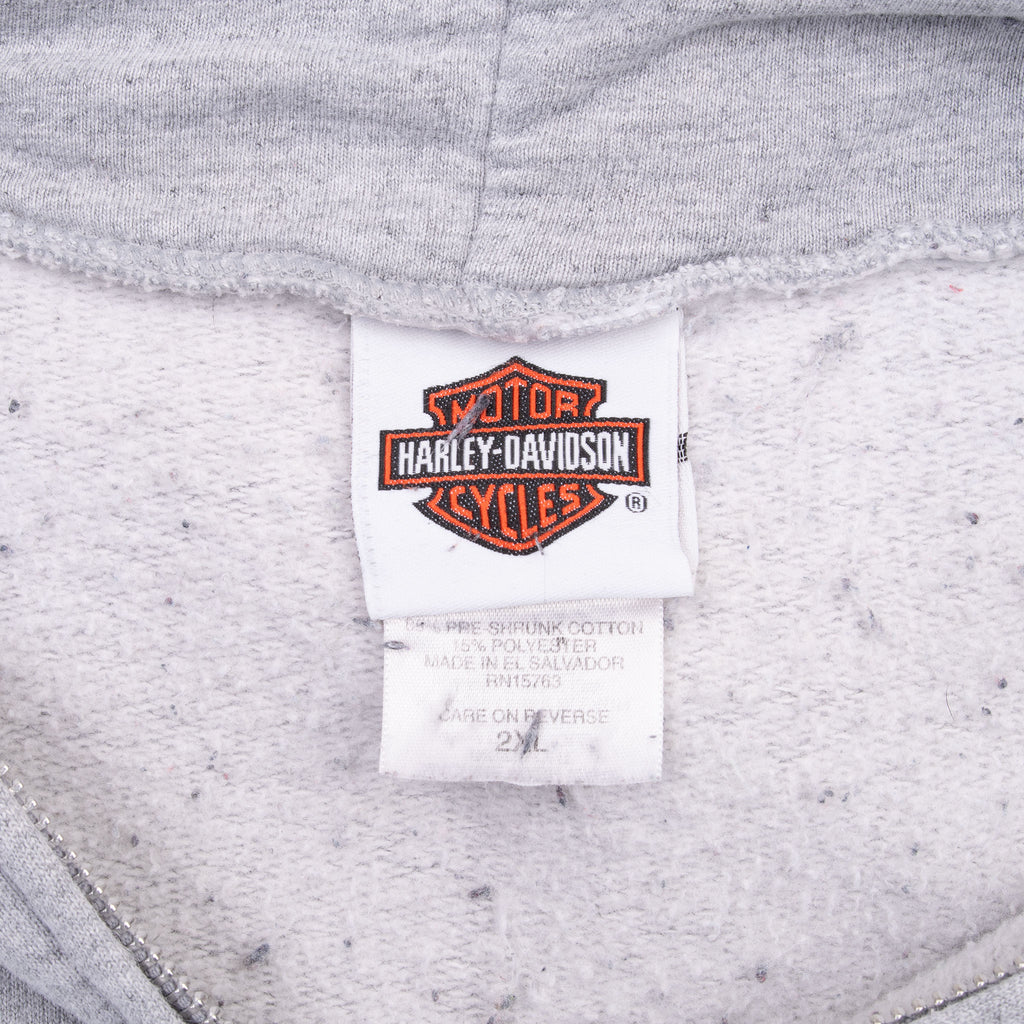 MOTOR
HARLEY-DAVIDSON
CYCLES
®
PRE-SHRUNK COTTON
15% POLYESTER
MADE IN EL SALVADOR
RN15763
CARE ON REVERSE
2XL